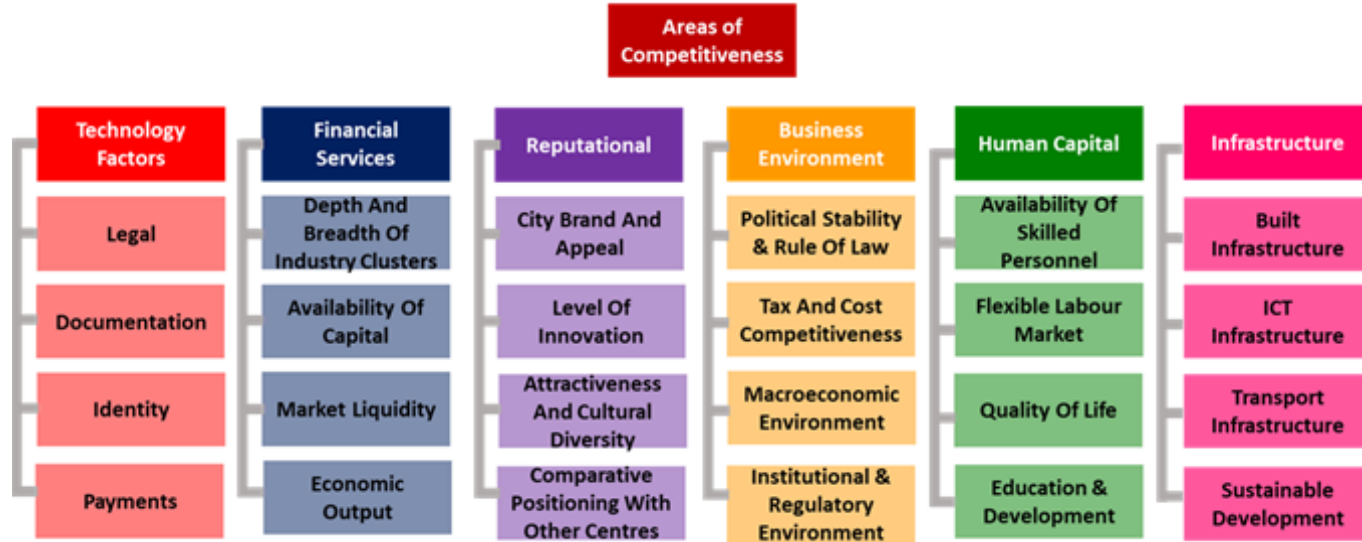 Areas of
Competitiveness
Technology
Factors
Legal
Documentation
Identity
Payments
Financial
Services
Depth And
Breadth Of
Industry Clusters
Availability Of
Capital
Market Liquidity
Economic
Output
Reputational
City Brand And
Appeal
Level Of
Innovation
Attractiveness
And Cultural
Diversity
Comparative
Positioning With
Other Centres
Business
Environment
Political Stability
& Rule Of Law
Tax And Cost
Competitiveness
Macroeconomic
Environment
Institutional &
Regulatory
Environment
Human Capital
Availability Of
Skilled
Personnel
Flexible Labour
Market
Quality Of Life
Education &
Development
Infrastructure
Built
Infrastructure
ICT
Infrastructure
Transport
Infrastructure
Sustainable
Development